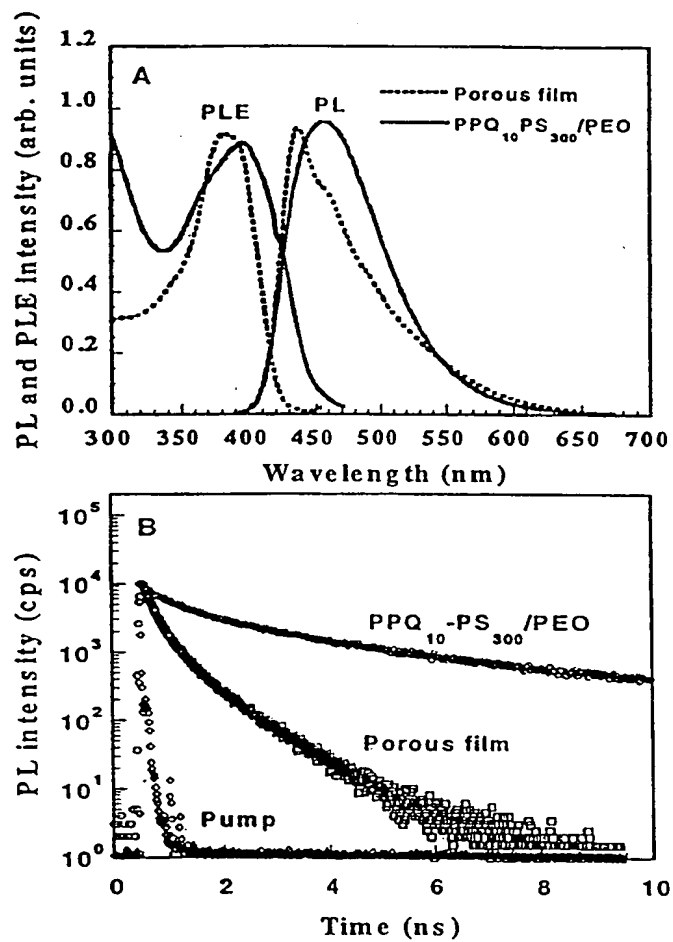 PL and PLE intensity (arb. units)
1.2
1.0
0.8
0.6
0.4
0.2
0.0
A
PLE
PL
Porous film
PPQ10PS300/PEO
300 350 400 450 500 550 600 650 700
Wavelength (nm)
PL intensity (cps)
10^5
10^4
10^3
10^2
10^1
10^0
B
PPQ10-PS300/PEO
Porous film
Pump
0 2 4 6 8 10
Time (ns)